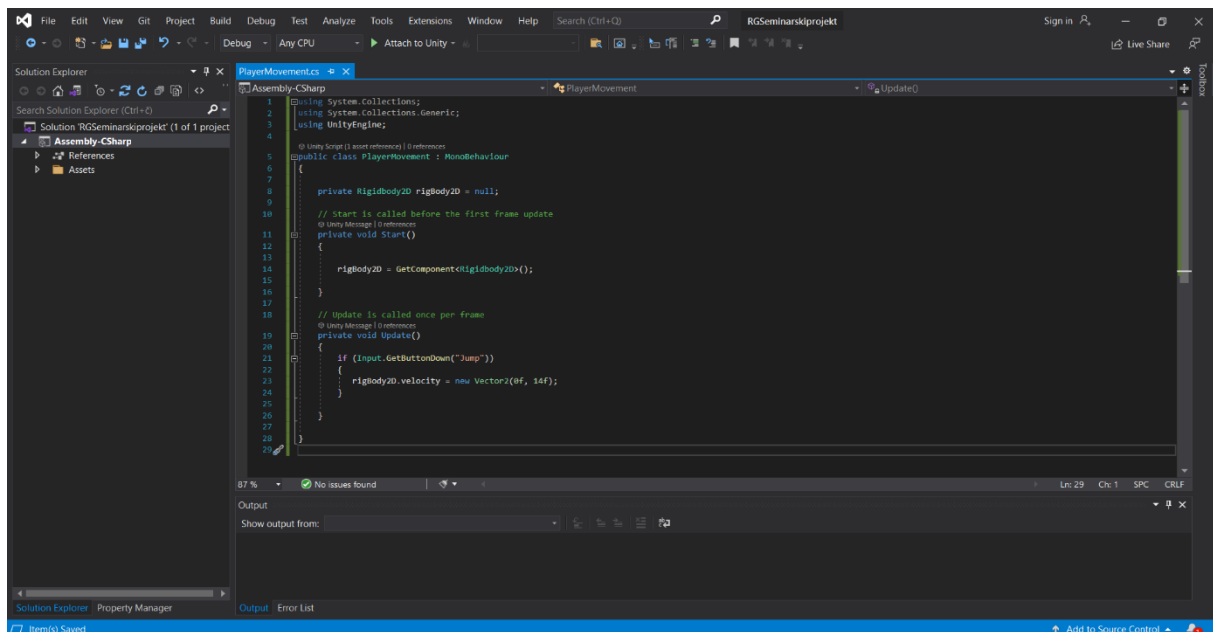 File Edit View Git Project Build Debug Test Analyze Tools Extensions Window Help Search (Ctrl+Q) RGSeminarskiprojekt Sign in
Debug Any CPU Attach to Unity Live Share
Solution Explorer
Search Solution Explorer (Ctrl+č)
Solution 'RGSeminarskiprojekt' (1 of 1 project
Assembly-CSharp
References
Assets
Solution Explorer Property Manager
PlayerMovement.cs
Assembly-CSharp PlayerMovement Update()
1 using System.Collections;
2 using System.Collections.Generic;
3 using UnityEngine;
4
Unity Script (1 asset reference) | 0 references
5 public class PlayerMovement : MonoBehaviour
6 {
7
8 private Rigidbody2D rigBody2D = null;
9
10 // Start is called before the first frame update
Unity Message | 0 references
11 private void Start()
12 {
13
14 rigBody2D = GetComponent<Rigidbody2D>();
15
16 }
17
18 // Update is called once per frame
Unity Message | 0 references
19 private void Update()
20 {
21 if (Input.GetButtonDown("Jump"))
22 {
23 rigBody2D.velocity = new Vector2(0f, 14f);
24 }
25
26 }
27
28 }
29
87 % No issues found Ln: 29 Ch: 1 SPC CRLF
Output
Show output from:
Output Error List
Toolbox
Item(s) Saved Add to Source Control